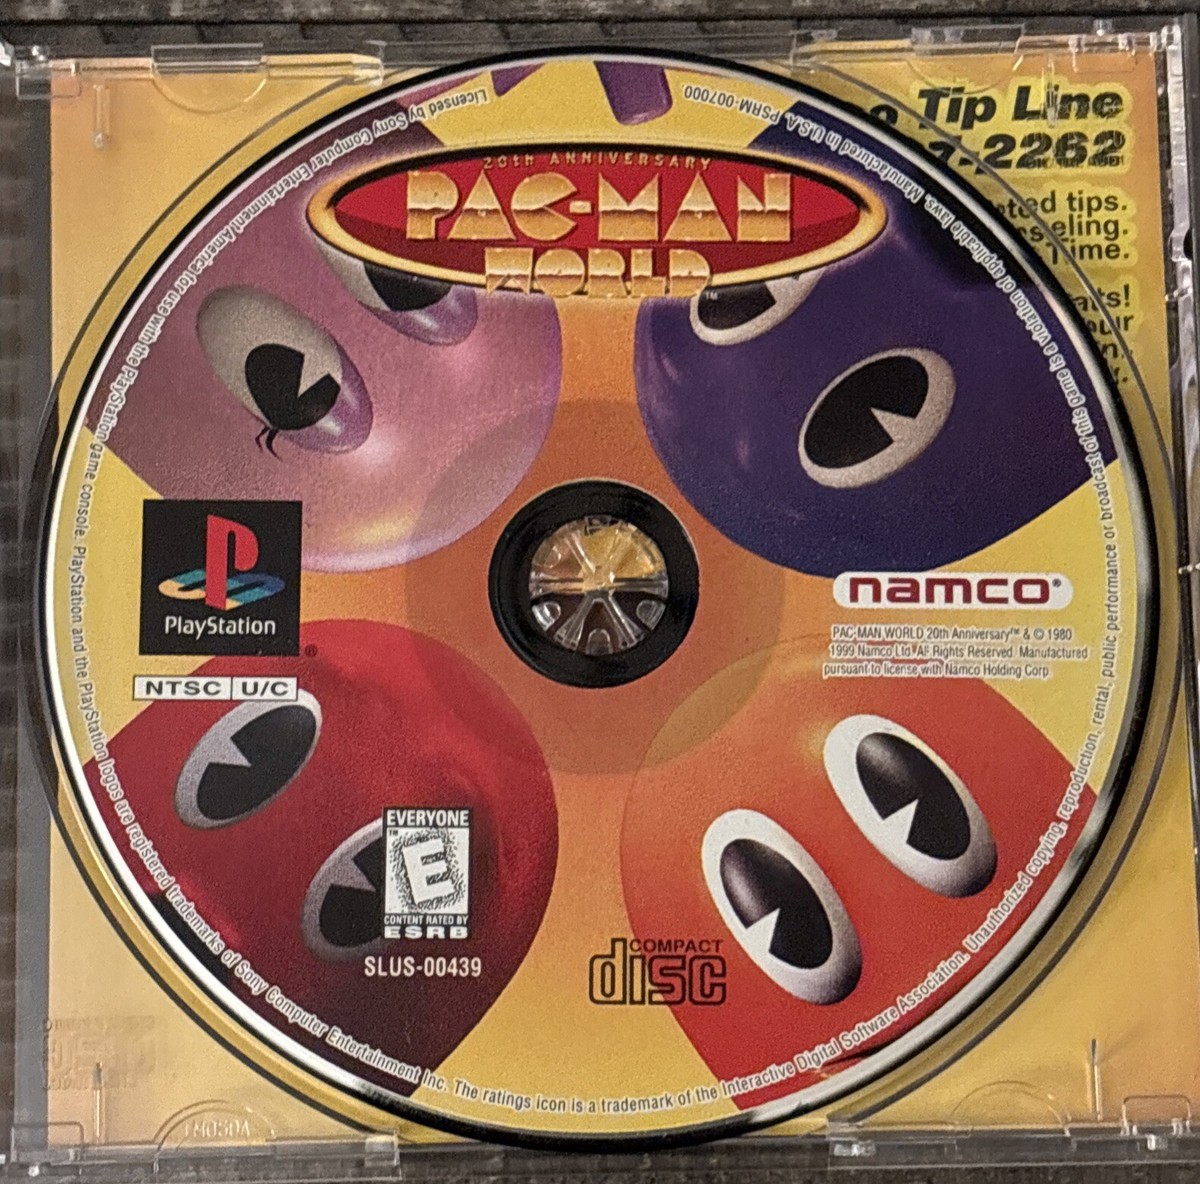 20th ANNIVERSARY
PAC-MAN
WORLD
™
Tip Line
-2262
tips.
eling.
Time.
PlayStation
®
NTSC U/C
namco®
PAC-MAN WORLD 20th Anniversary™ & © 1980
1999 Namco Ltd. All Rights Reserved. Manufactured
pursuant to license with Namco Holding Corp.
EVERYONE
™
E
CONTENT RATED BY
ESRB
SLUS-00439
COMPACT
disc
Licensed by Sony Computer Entertainment America for use with the PlayStation game console. PlayStation and the PlayStation logos are registered trademarks of Sony Computer Entertainment Inc. The ratings icon is a trademark of the Interactive Digital Software Association. Unauthorized copying, reproduction, rental, public performance or broadcast of this game is a violation of applicable laws. Manufactured in U.S.A. PSRM-007000.